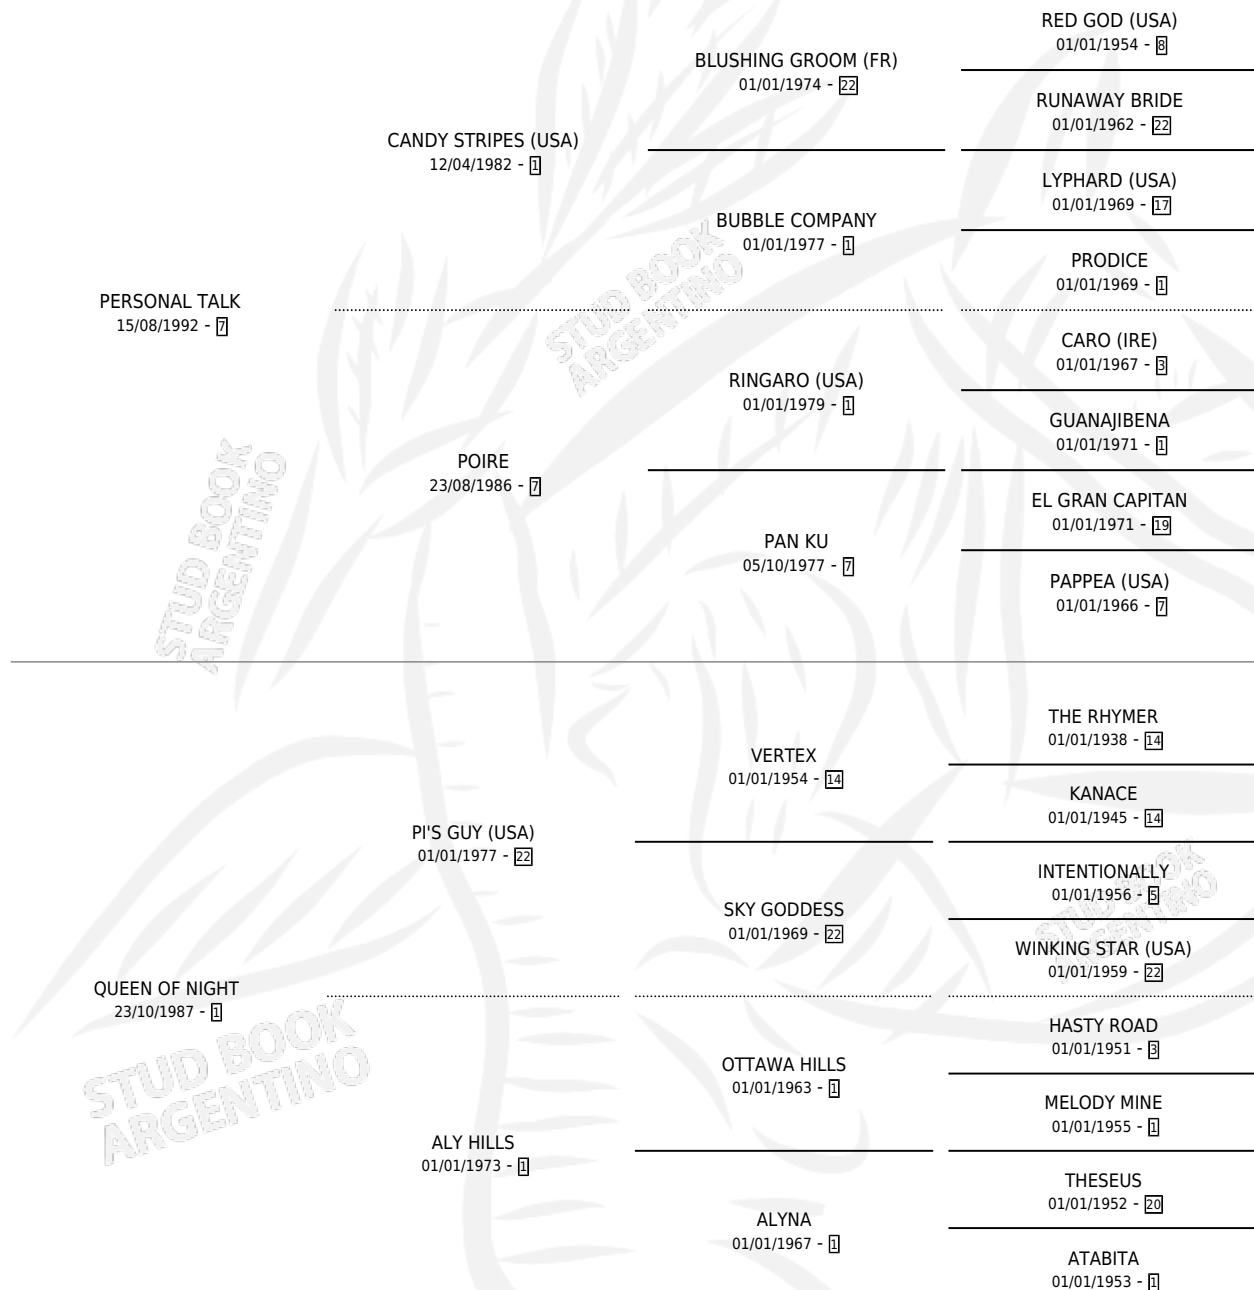 RED GOD (USA)
01/01/1954 - 8
BLUSHING GROOM (FR)
01/01/1974 - 22
RUNAWAY BRIDE
01/01/1962 - 22
CANDY STRIPES (USA)
12/04/1982 - 1
LYPHARD (USA)
01/01/1969 - 17
BUBBLE COMPANY
01/01/1977 - 1
PRODICE
01/01/1969 - 1
PERSONAL TALK
15/08/1992 - 7
STUD BOOK
ARGENTINO
CARO (IRE)
01/01/1967 - 3
RINGARO (USA)
01/01/1979 - 1
GUANAJIBENA
01/01/1971 - 1
POIRE
23/08/1986 - 7
EL GRAN CAPITAN
01/01/1971 - 19
PAN KU
05/10/1977 - 7
PAPPEA (USA)
01/01/1966 - 7
STUD BOOK
ARGENTINO
THE RHYMER
01/01/1938 - 14
VERTEX
01/01/1954 - 14
KANACE
01/01/1945 - 14
PI'S GUY (USA)
01/01/1977 - 22
INTENTIONALLY
01/01/1956 - 5
SKY GODDESS
01/01/1969 - 22
STUD BOOK
ARGENTINO
WINKING STAR (USA)
01/01/1959 - 22
QUEEN OF NIGHT
23/10/1987 - 1
STUD BOOK
ARGENTINO
HASTY ROAD
01/01/1951 - 3
OTTAWA HILLS
01/01/1963 - 1
MELODY MINE
01/01/1955 - 1
ALY HILLS
01/01/1973 - 1
THESEUS
01/01/1952 - 20
ALYNA
01/01/1967 - 1
ATABITA
01/01/1953 - 1